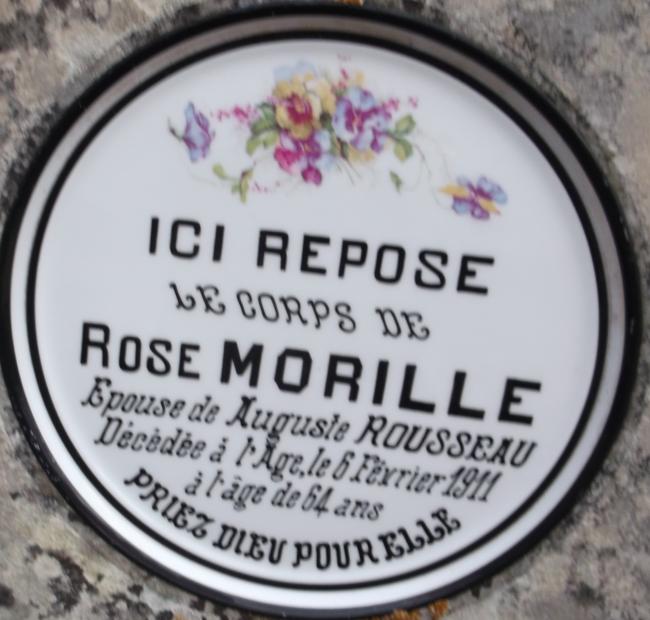 ICI REPOSE
LE CORPS DE
ROSE MORILLE
Epouse de Auguste ROUSSEAU
Décèdée à l'Age, le 6 Février 1911
à l'âge de 64 ans
PRIEZ DIEU POUR ELLE